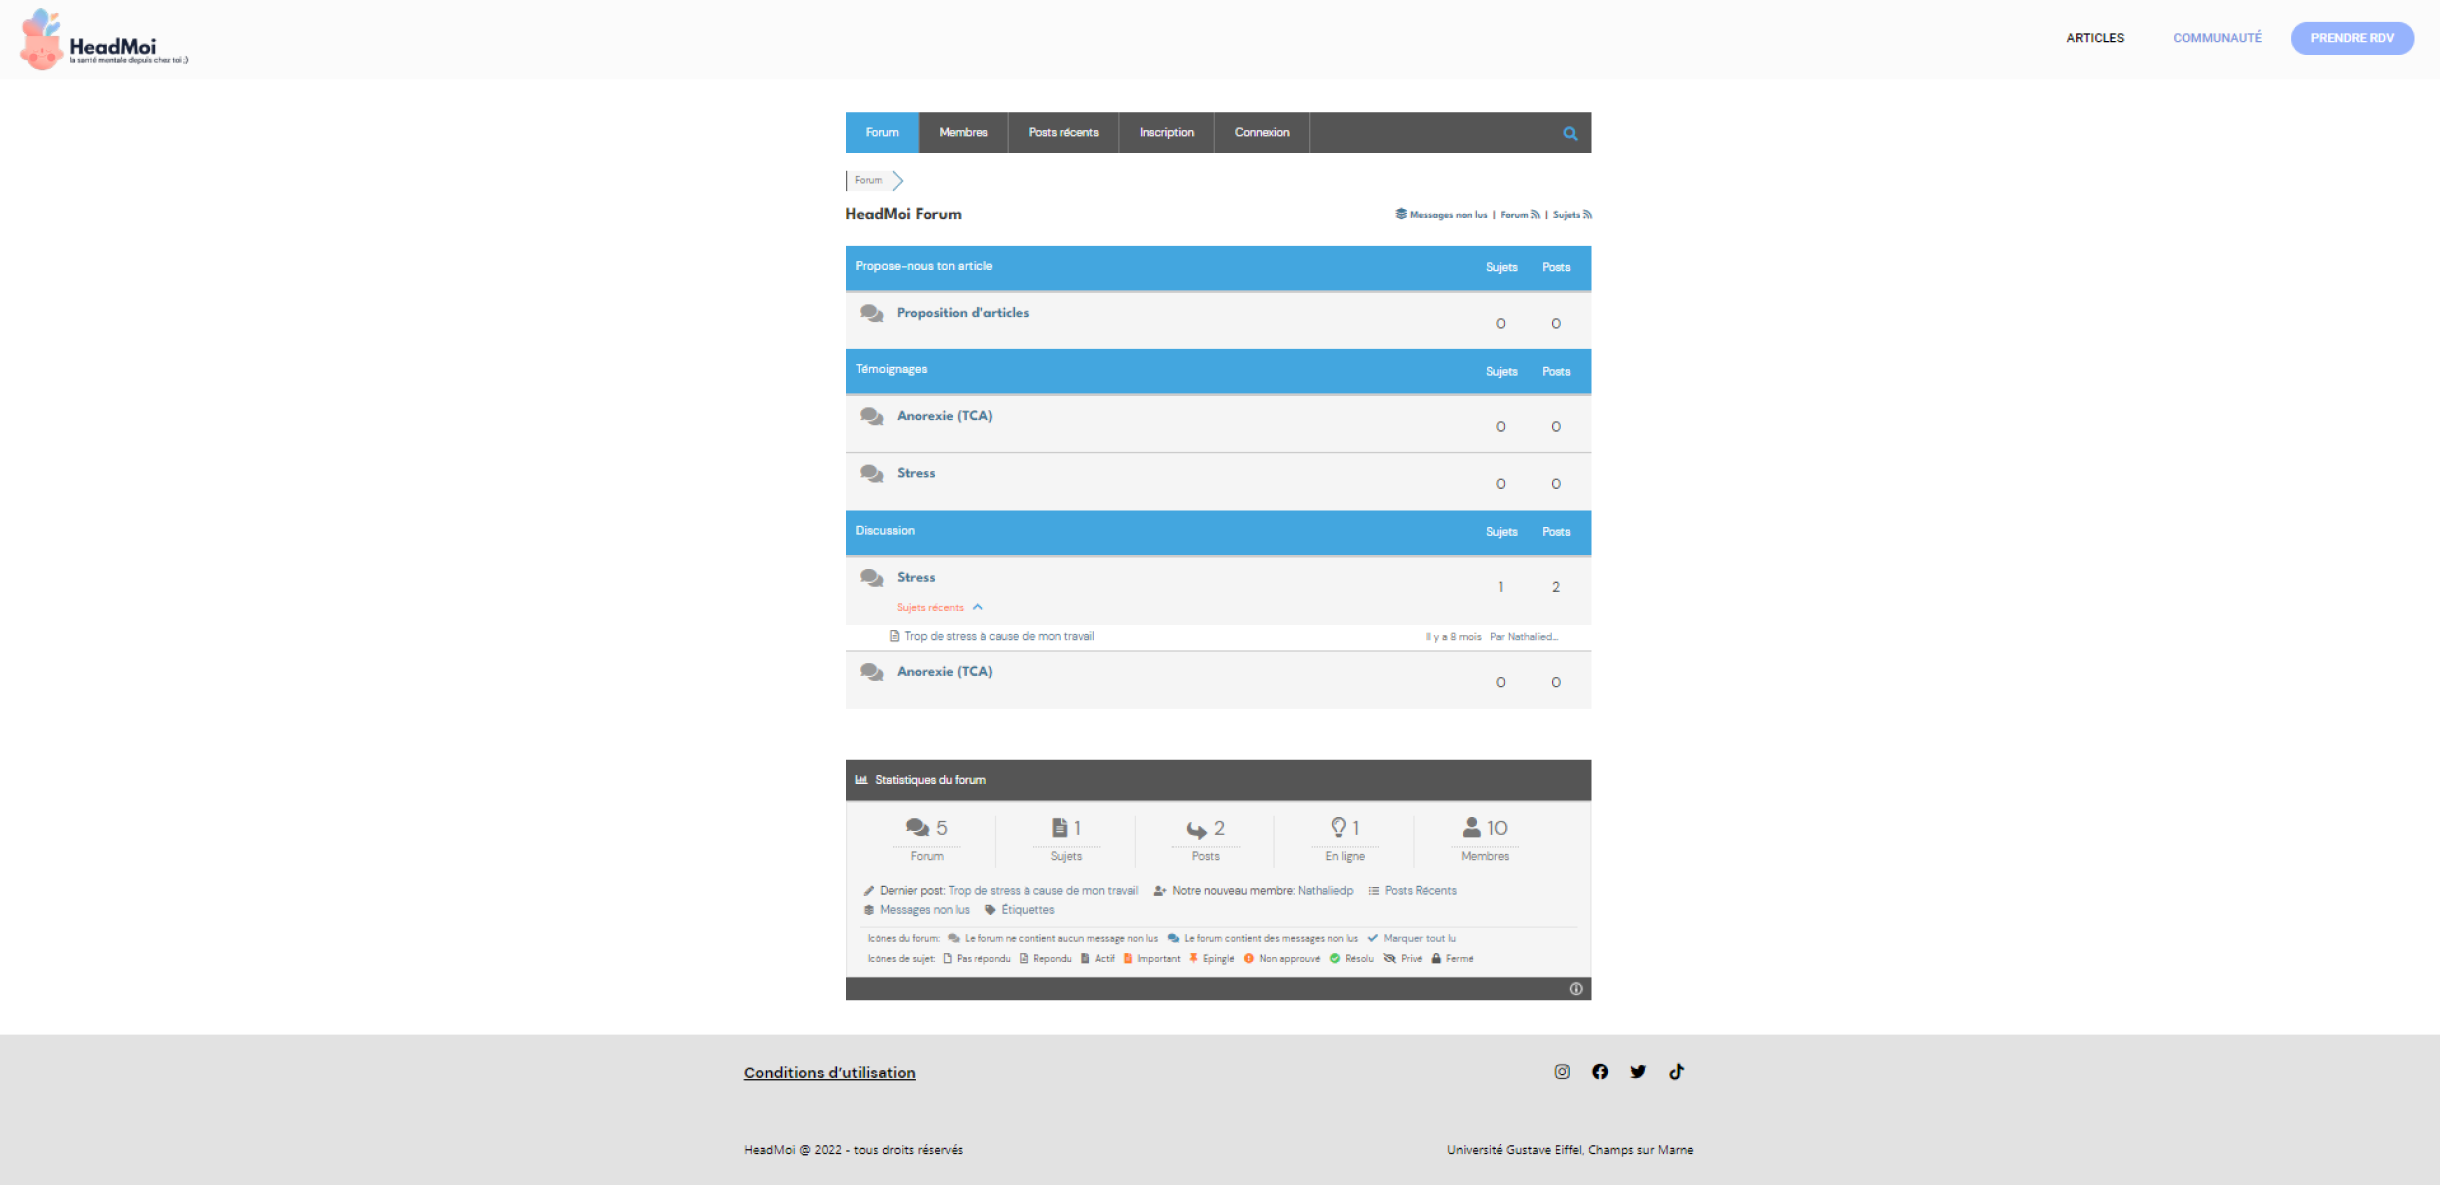 HeadMoi
la santé mentale depuis chez toi ;)
ARTICLES COMMUNAUTÉ PRENDRE RDV
Forum Membres Posts récents Inscription Connexion
Forum
HeadMoi Forum
Messages non lus | Forum | Sujets
Propose-nous ton article Sujets Posts
Proposition d'articles 0 0
Témoignages Sujets Posts
Anorexie (TCA) 0 0
Stress 0 0
Discussion Sujets Posts
Stress 1 2
Sujets récents
Trop de stress à cause de mon travail Il y a 8 mois Par Nathalied...
Anorexie (TCA) 0 0
Statistiques du forum
5 1 2 1 10
Forum Sujets Posts En ligne Membres
Dernier post: Trop de stress à cause de mon travail Notre nouveau membre: Nathaliedp Posts Récents
Messages non lus Étiquettes
Icônes du forum: Le forum ne contient aucun message non lus Le forum contient des messages non lus Marquer tout lu
Icônes de sujet: Pas répondu Repondu Actif Important Épinglé Non approuvé Résolu Privé Fermé
Conditions d'utilisation
HeadMoi @ 2022 - tous droits réservés
Université Gustave Eiffel, Champs sur Marne